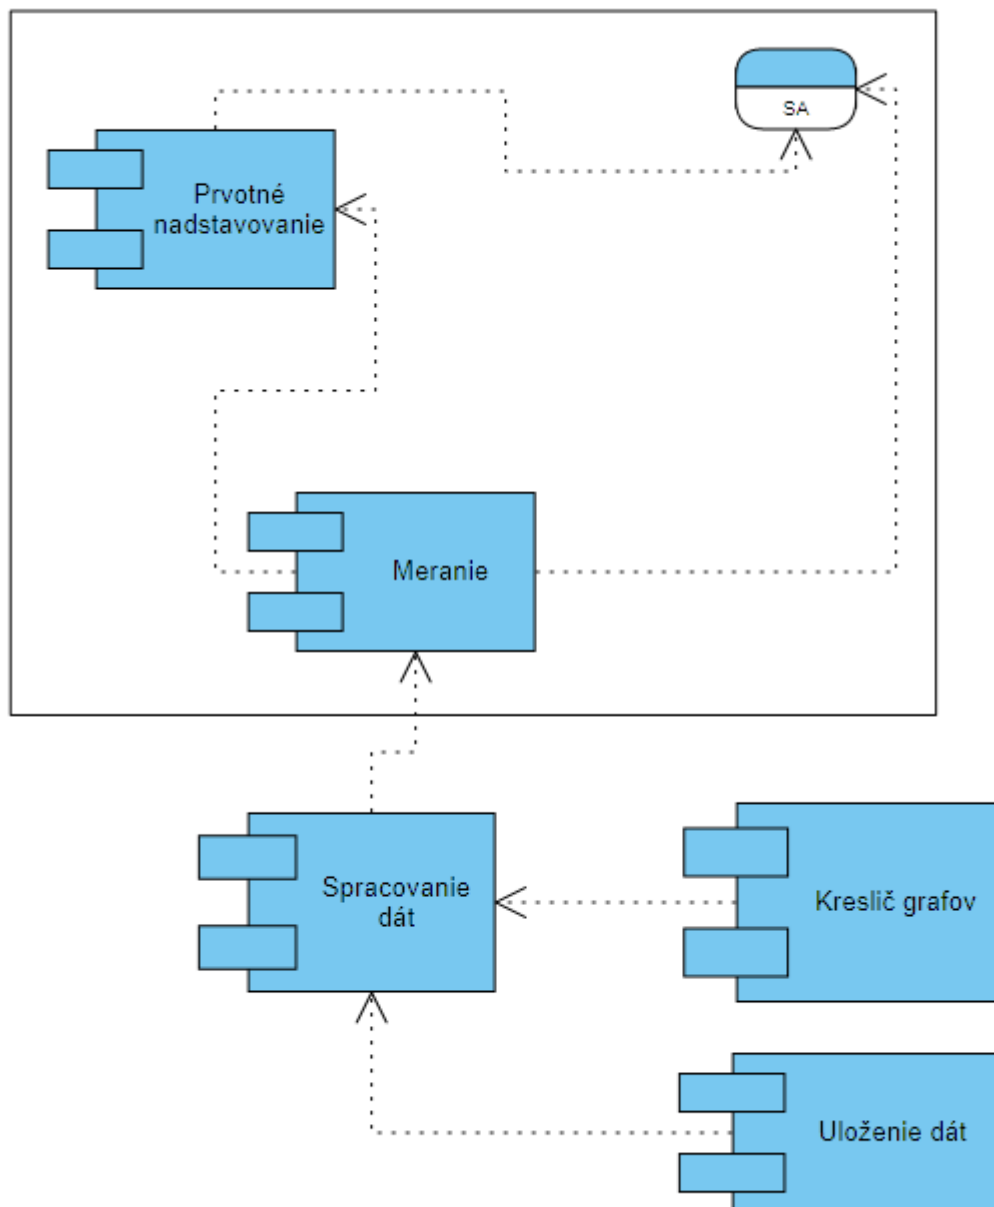 SA
Prvotné
nadstavovanie
Meranie
Spracovanie
dát
Kreslič grafov
Uloženie dát